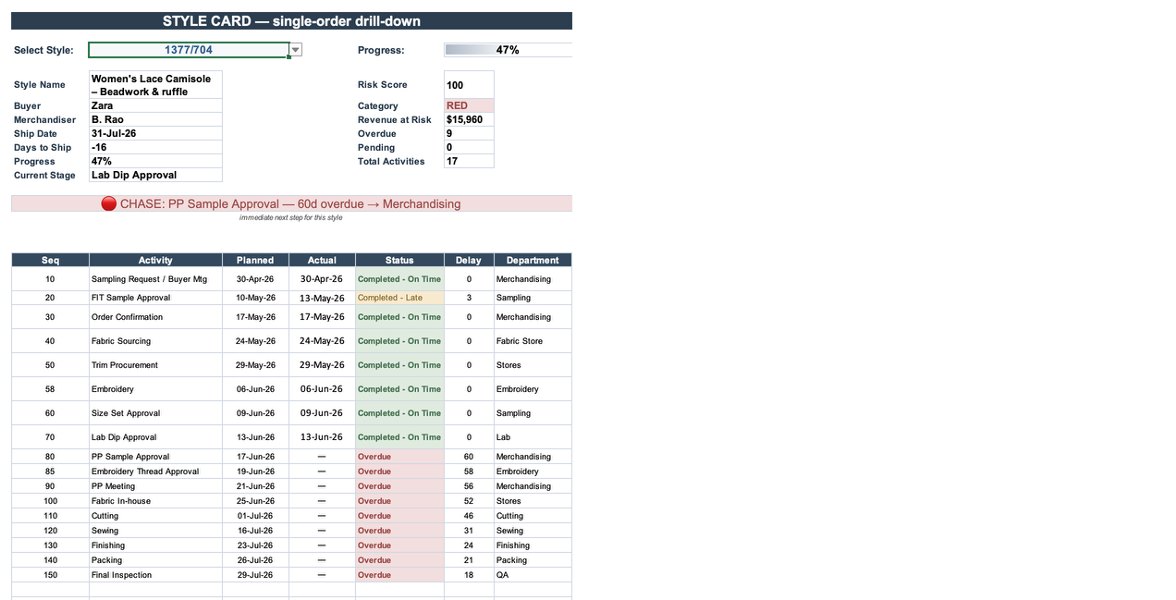 STYLE CARD — single-order drill-down
Select Style: 1377/704 Progress: 47%
Style Name Women's Lace Camisole – Beadwork & ruffle Risk Score 100
Buyer Zara Category RED
Merchandiser B. Rao Revenue at Risk $15,960
Ship Date 31-Jul-26 Overdue 9
Days to Ship -16 Pending 0
Progress 47% Total Activities 17
Current Stage Lab Dip Approval
CHASE: PP Sample Approval — 60d overdue → Merchandising
immediate next step for this style
Seq Activity Planned Actual Status Delay Department
10 Sampling Request / Buyer Mtg 30-Apr-26 30-Apr-26 Completed - On Time 0 Merchandising
20 FIT Sample Approval 10-May-26 13-May-26 Completed - Late 3 Sampling
30 Order Confirmation 17-May-26 17-May-26 Completed - On Time 0 Merchandising
40 Fabric Sourcing 24-May-26 24-May-26 Completed - On Time 0 Fabric Store
50 Trim Procurement 29-May-26 29-May-26 Completed - On Time 0 Stores
58 Embroidery 06-Jun-26 06-Jun-26 Completed - On Time 0 Embroidery
60 Size Set Approval 09-Jun-26 09-Jun-26 Completed - On Time 0 Sampling
70 Lab Dip Approval 13-Jun-26 13-Jun-26 Completed - On Time 0 Lab
80 PP Sample Approval 17-Jun-26 — Overdue 60 Merchandising
85 Embroidery Thread Approval 19-Jun-26 — Overdue 58 Embroidery
90 PP Meeting 21-Jun-26 — Overdue 56 Merchandising
100 Fabric In-house 25-Jun-26 — Overdue 52 Stores
110 Cutting 01-Jul-26 — Overdue 46 Cutting
120 Sewing 16-Jul-26 — Overdue 31 Sewing
130 Finishing 23-Jul-26 — Overdue 24 Finishing
140 Packing 26-Jul-26 — Overdue 21 Packing
150 Final Inspection 29-Jul-26 — Overdue 18 QA